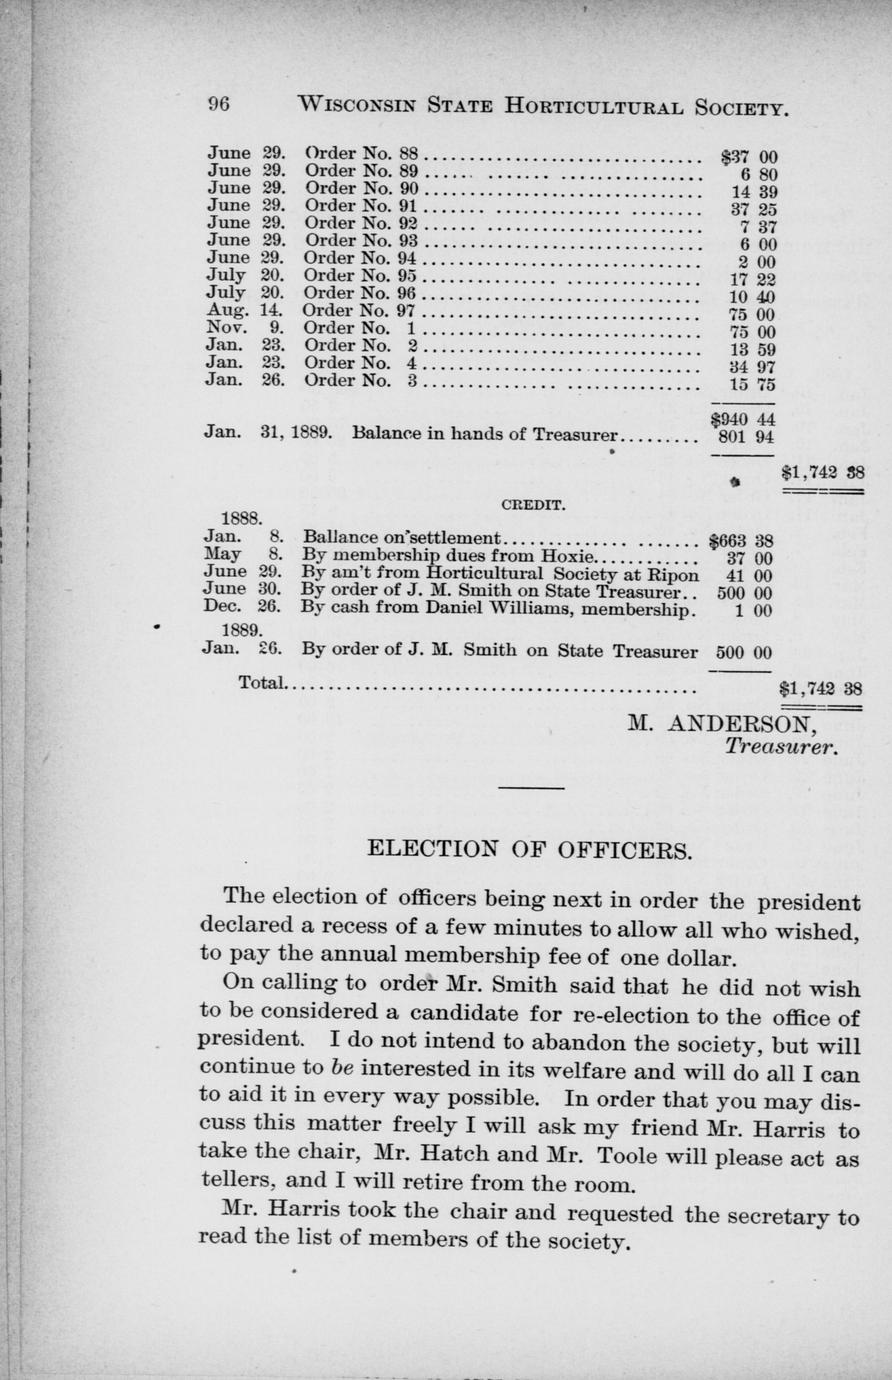 96 WISCONSIN STATE HORTICULTURAL SOCIETY.
June 29. Order No. 88 ................................ $37 00
June 29. Order No. 89 ...... ....... ................ 6 80
June 29. Order No. 90 ................................ 14 39
June 29. Order No. 91 ....... .............. ........ 37 25
June 29. Order No. 92 ...... ........................ 7 37
June 29. Order No. 93 ................................ 6 00
June 29. Order No. 94 ................................ 2 00
July 20. Order No. 95 ............... ............... 17 22
July 20. Order No. 96 ................................ 10 40
Aug. 14. Order No. 97 ................................ 75 00
Nov. 9. Order No. 1 ................................ 75 00
Jan. 23. Order No. 2 ................................ 13 59
Jan. 23. Order No. 4 ................................ 34 97
Jan. 26. Order No. 3 ............... ............... 15 75
$940 44
Jan. 31, 1889. Balance in hands of Treasurer......... 801 94
$1,742 38
CREDIT.
1888.
Jan. 8. Ballance on settlement.............. ....... $663 38
May 8. By membership dues from Hoxie............ 37 00
June 29. By am't from Horticultural Society at Ripon 41 00
June 30. By order of J. M. Smith on State Treasurer.. 500 00
Dec. 26. By cash from Daniel Williams, membership. 1 00
1889.
Jan. 26. By order of J. M. Smith on State Treasurer 500 00
Total............................................... $1,742 38
M. ANDERSON,
Treasurer.
ELECTION OF OFFICERS.
The election of officers being next in order the president
declared a recess of a few minutes to allow all who wished,
to pay the annual membership fee of one dollar.
On calling to order Mr. Smith said that he did not wish
to be considered a candidate for re-election to the office of
president. I do not intend to abandon the society, but will
continue to be interested in its welfare and will do all I can
to aid it in every way possible. In order that you may dis-
cuss this matter freely I will ask my friend Mr. Harris to
take the chair, Mr. Hatch and Mr. Toole will please act as
tellers, and I will retire from the room.
Mr. Harris took the chair and requested the secretary to
read the list of members of the society.